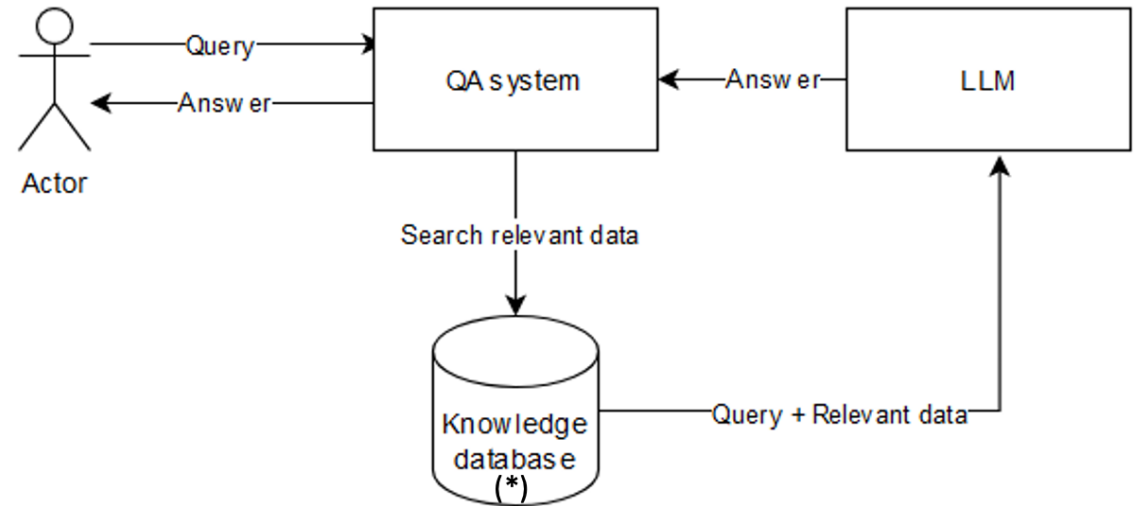 Query
QA system
Answer
LLM
Answer
Actor
Search relevant data
Knowledge
database
(*)
Query + Relevant data